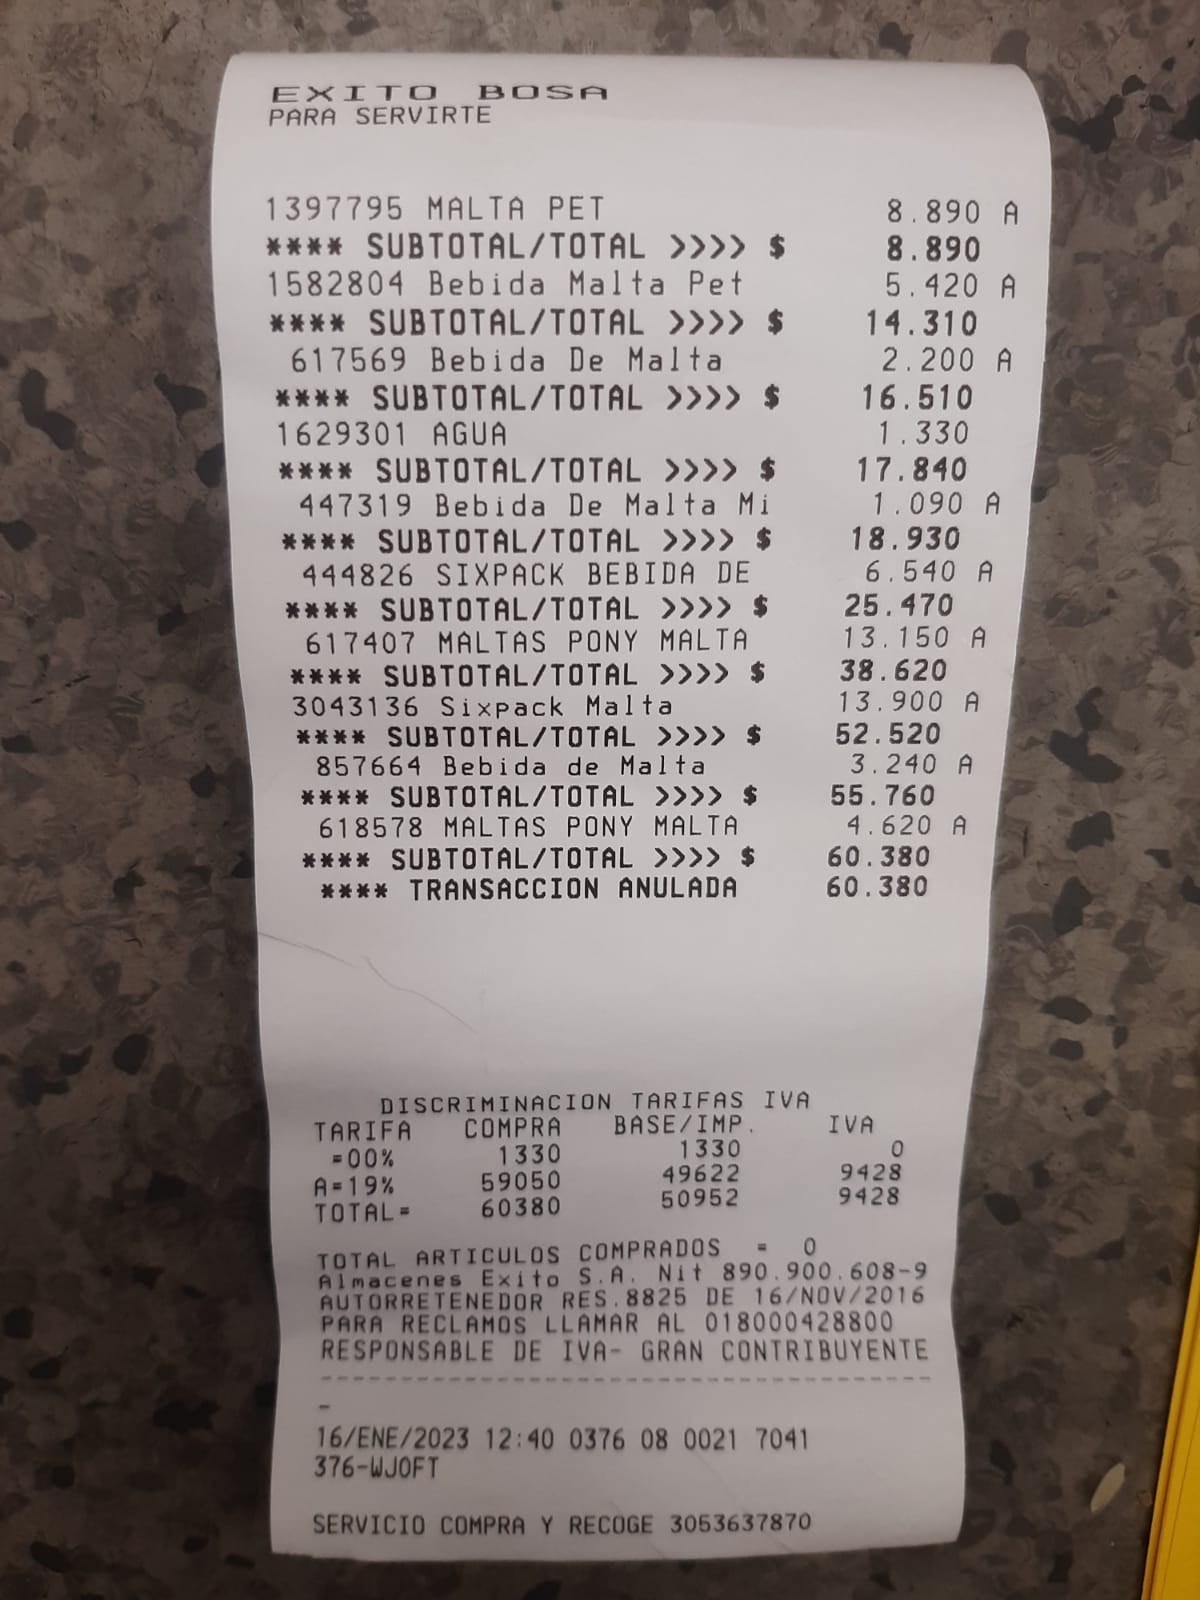 EXITO BOSA
PARA SERVIRTE
1397795 MALTA PET 8.890 A
**** SUBTOTAL/TOTAL >>>> $ 8.890
1582804 Bebida Malta Pet 5.420 A
**** SUBTOTAL/TOTAL >>>> $ 14.310
617569 Bebida De Malta 2.200 A
**** SUBTOTAL/TOTAL >>>> $ 16.510
1629301 AGUA 1.330
**** SUBTOTAL/TOTAL >>>> $ 17.840
447319 Bebida De Malta Mi 1.090 A
**** SUBTOTAL/TOTAL >>>> $ 18.930
444826 SIXPACK BEBIDA DE 6.540 A
**** SUBTOTAL/TOTAL >>>> $ 25.470
617407 MALTAS PONY MALTA 13.150 A
**** SUBTOTAL/TOTAL >>>> $ 38.620
3043136 Sixpack Malta 13.900 A
**** SUBTOTAL/TOTAL >>>> $ 52.520
857664 Bebida de Malta 3.240 A
**** SUBTOTAL/TOTAL >>>> $ 55.760
618578 MALTAS PONY MALTA 4.620 A
**** SUBTOTAL/TOTAL >>>> $ 60.380
**** TRANSACCION ANULADA 60.380
DISCRIMINACION TARIFAS IVA
TARIFA COMPRA BASE/IMP. IVA
=00% 1330 1330 0
A=19% 59050 49622 9428
TOTAL= 60380 50952 9428
TOTAL ARTICULOS COMPRADOS = 0
Almacenes Exito S.A. Nit 890.900.608-9
AUTORRETENEDOR RES.8825 DE 16/NOV/2016
PARA RECLAMOS LLAMAR AL 018000428800
RESPONSABLE DE IVA- GRAN CONTRIBUYENTE
--------------------------------------
-
16/ENE/2023 12:40 0376 08 0021 7041
376-WJOFT
SERVICIO COMPRA Y RECOGE 3053637870